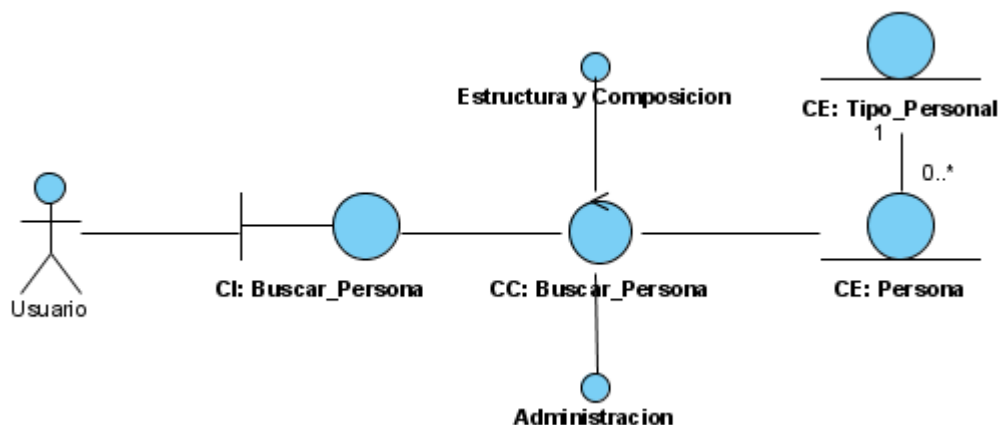 Estructura y Composicion
CE: Tipo_Personal
1
0..*
Usuario
CI: Buscar_Persona
CC: Buscar_Persona
CE: Persona
Administracion